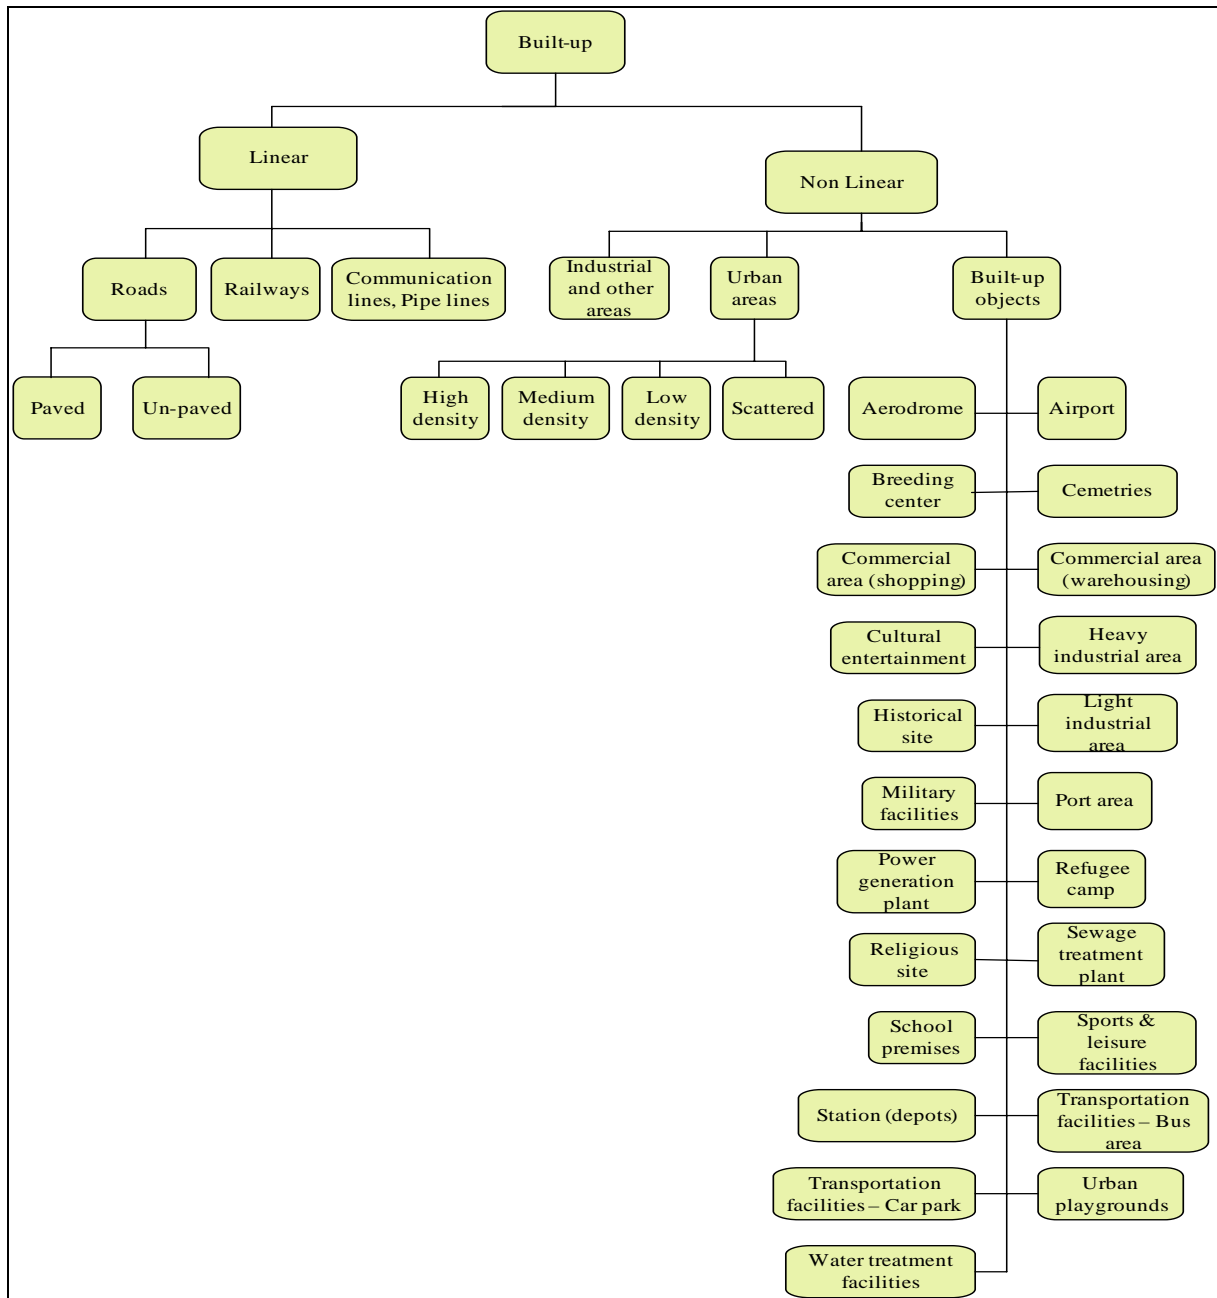 Built-up
Linear
Non Linear
Roads
Railways
Communication
lines, Pipe lines
Industrial
and other
areas
Urban
areas
Built-up
objects
Paved
Un-paved
High
density
Medium
density
Low
density
Scattered
Aerodrome
Airport
Breeding
center
Cemetries
Commercial
area (shopping)
Commercial area
(warehousing)
Cultural
entertainment
Heavy
industrial area
Historical
site
Light
industrial
area
Military
facilities
Port area
Power
generation
plant
Refugee
camp
Religious
site
Sewage
treatment
plant
School
premises
Sports &
leisure
facilities
Station (depots)
Transportation
facilities – Bus
area
Transportation
facilities – Car park
Urban
playgrounds
Water treatment
facilities